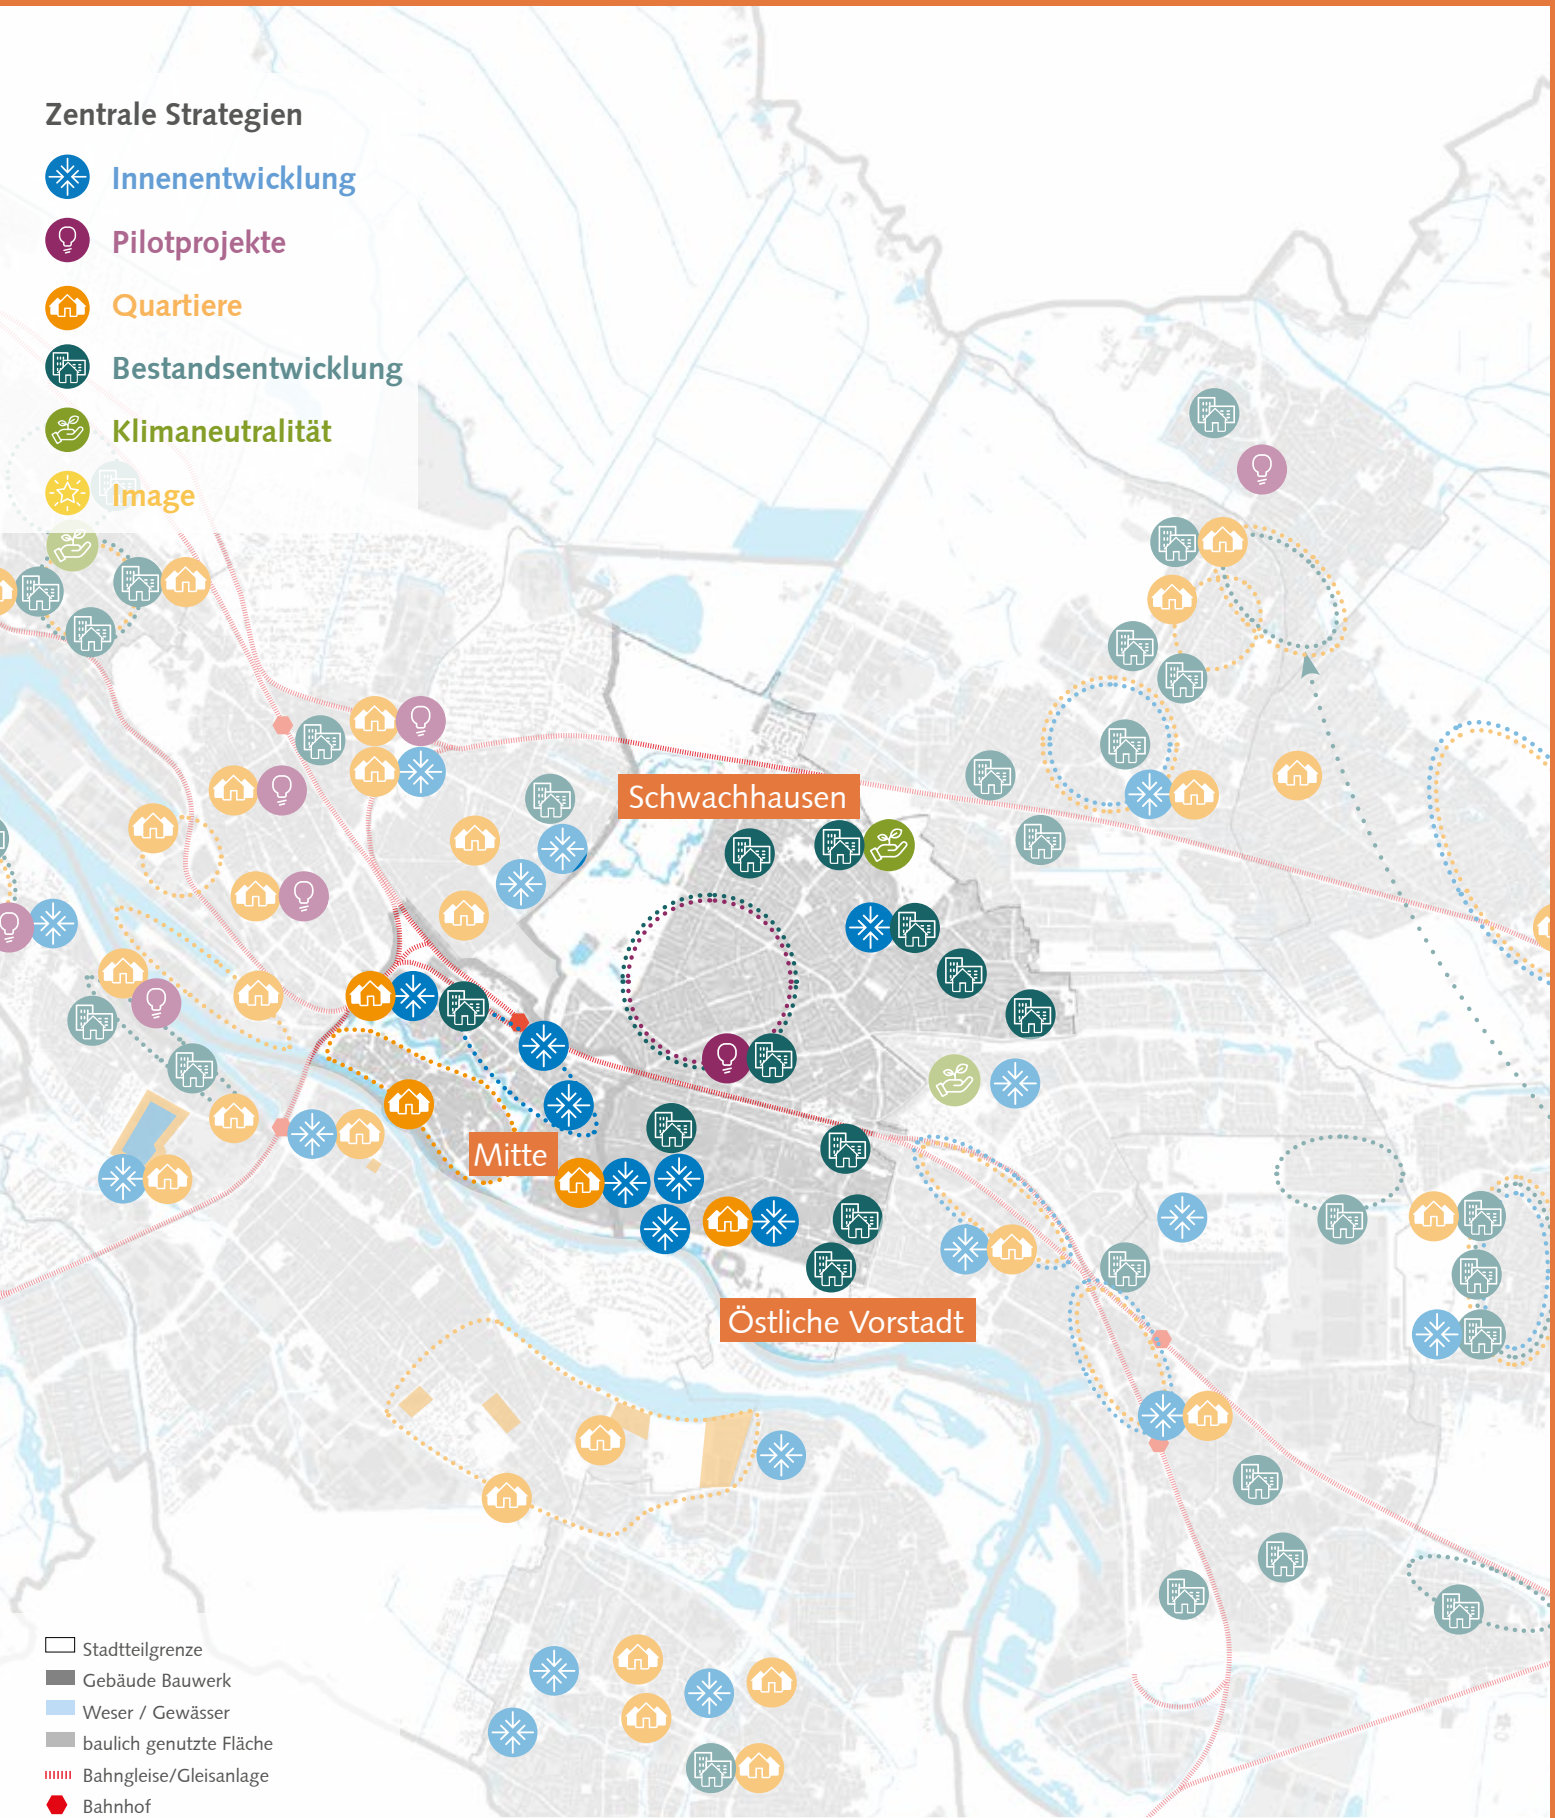 Zentrale Strategien
Innenentwicklung
Pilotprojekte
Quartiere
Bestandsentwicklung
Klimaneutralität
Image
Schwachhausen
Mitte
Östliche Vorstadt
Stadtteilgrenze
Gebäude Bauwerk
Weser / Gewässer
baulich genutzte Fläche
Bahngleise/Gleisanlage
Bahnhof